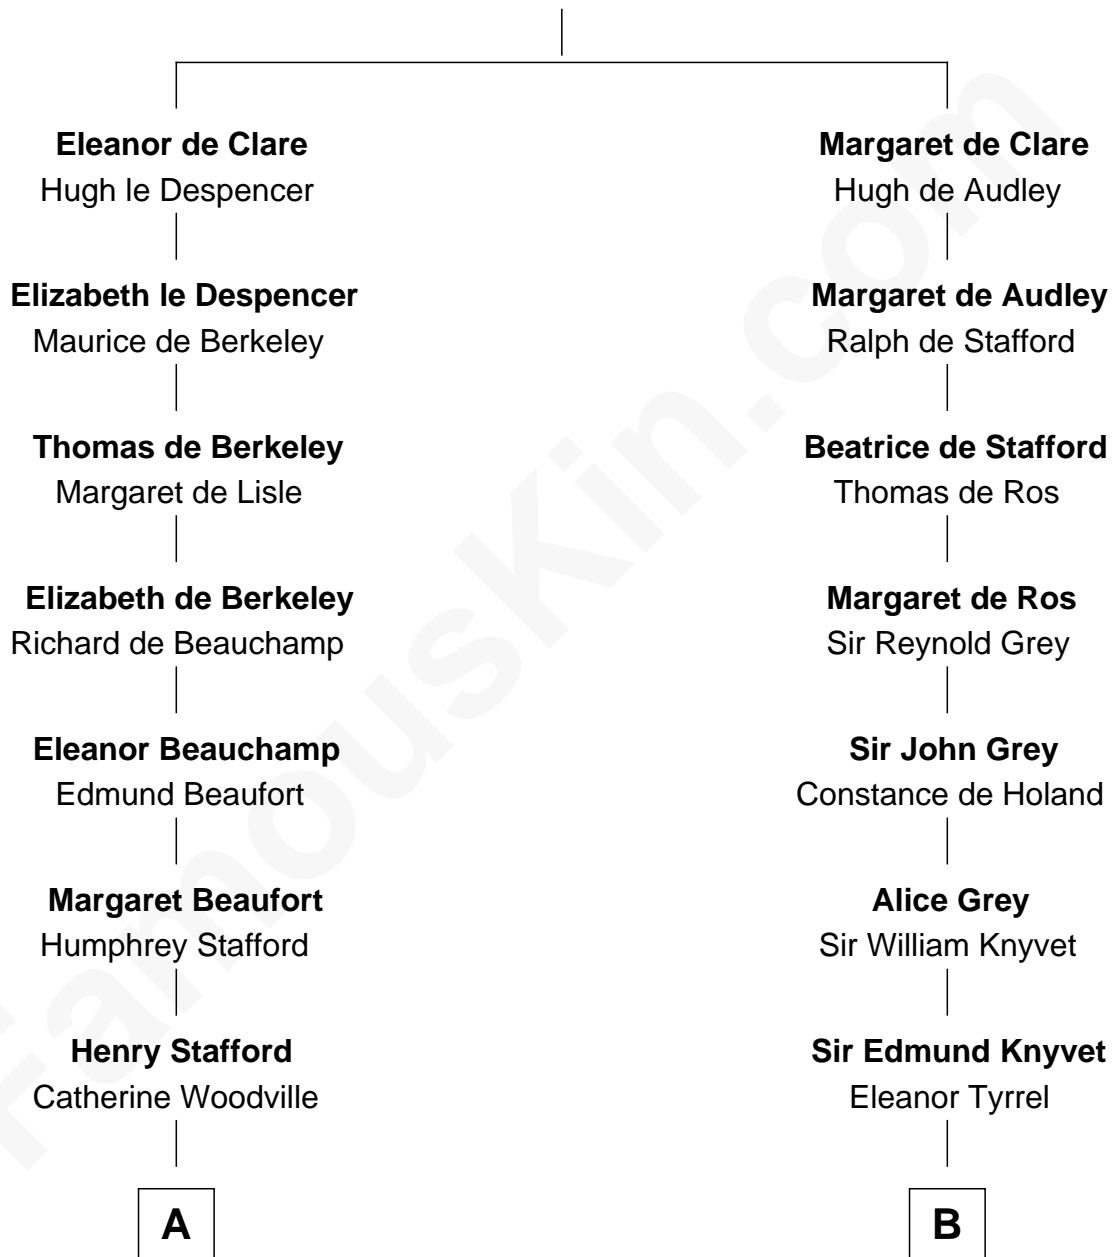 Eleanor de Clare
Hugh le Despencer
Elizabeth le Despencer
Maurice de Berkeley
Thomas de Berkeley
Margaret de Lisle
Elizabeth de Berkeley
Richard de Beauchamp
Eleanor Beauchamp
Edmund Beaufort
Margaret Beaufort
Humphrey Stafford
Henry Stafford
Catherine Woodville
A
Margaret de Clare
Hugh de Audley
Margaret de Audley
Ralph de Stafford
Beatrice de Stafford
Thomas de Ros
Margaret de Ros
Sir Reynold Grey
Sir John Grey
Constance de Holand
Alice Grey
Sir William Knyvet
Sir Edmund Knyvet
Eleanor Tyrrel
B
FamousKin.com